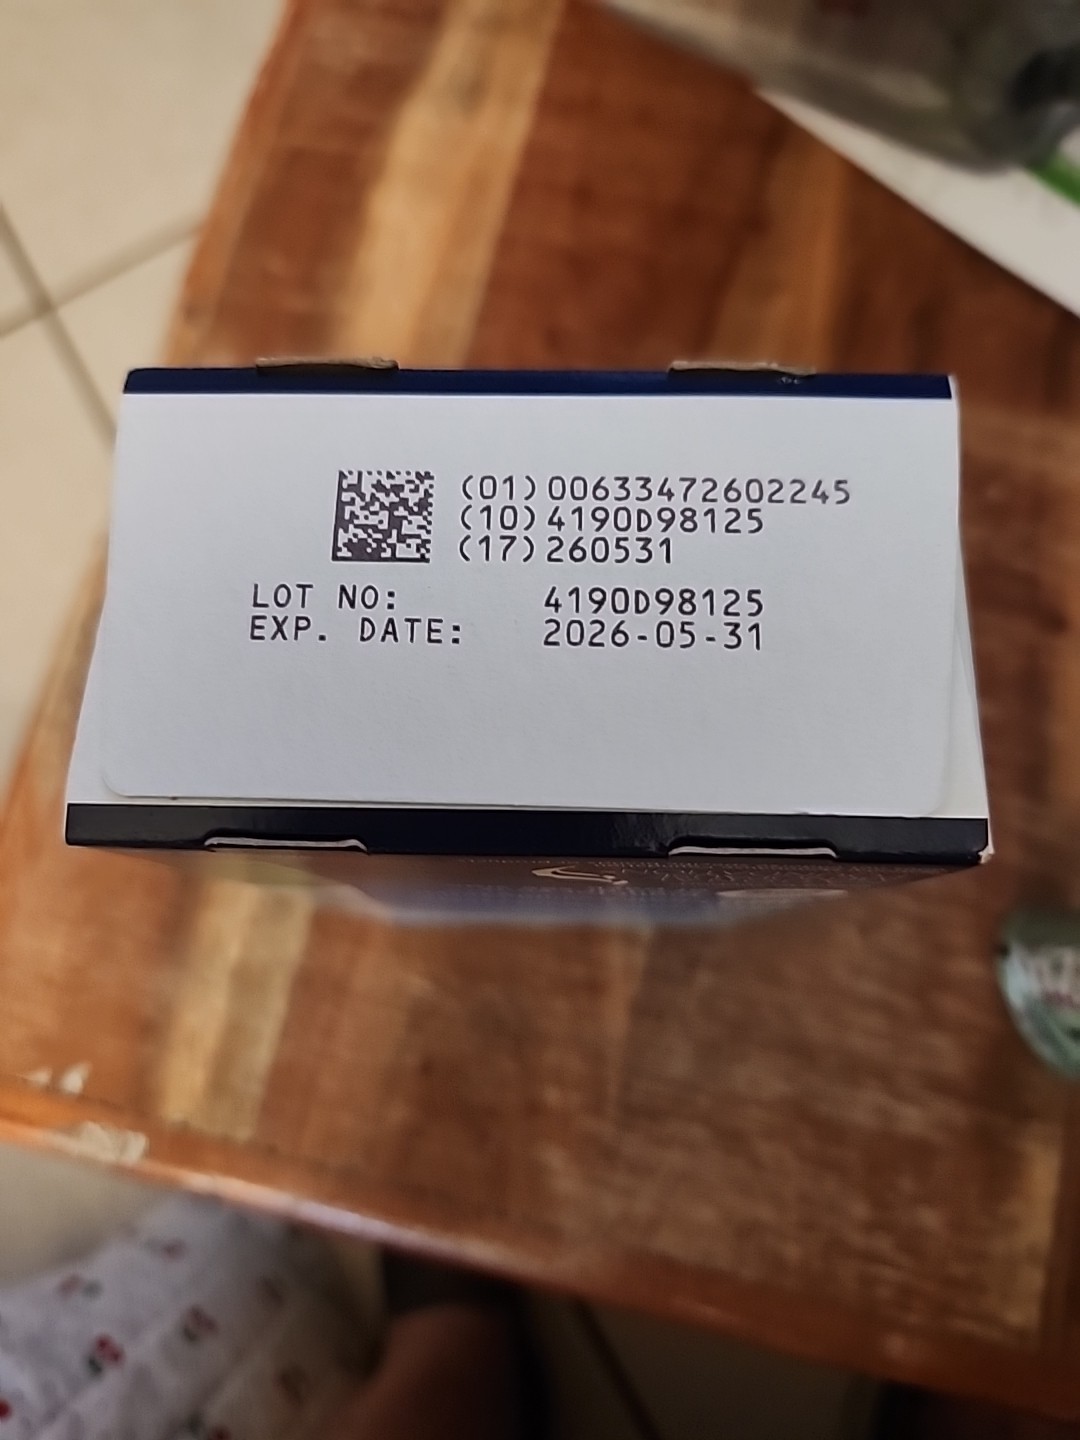 (01)00633472602245
(10)4190D98125
(17)260531
LOT NO: 4190D98125
EXP. DATE: 2026-05-31